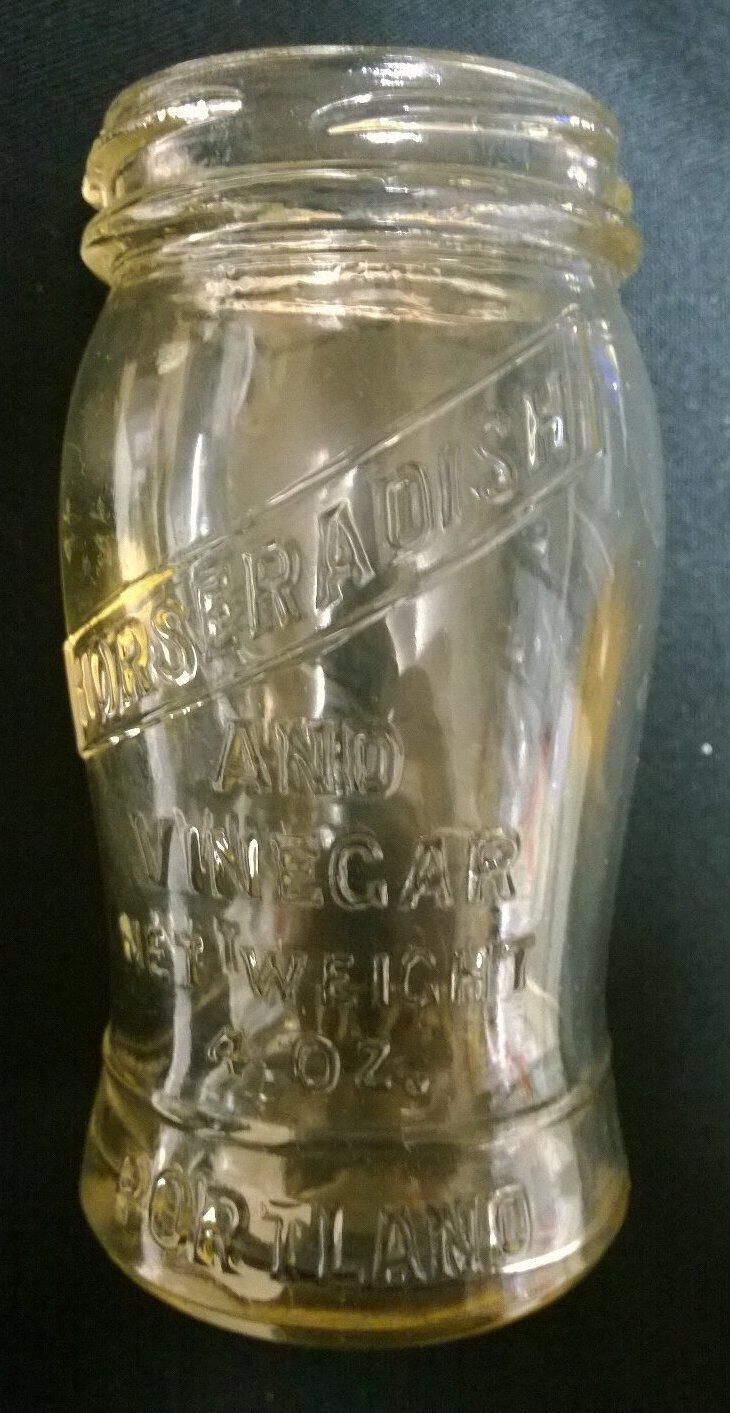 HORSERADISH
AND
VINEGAR
NET WEIGHT
4 OZ.
PORTLAND